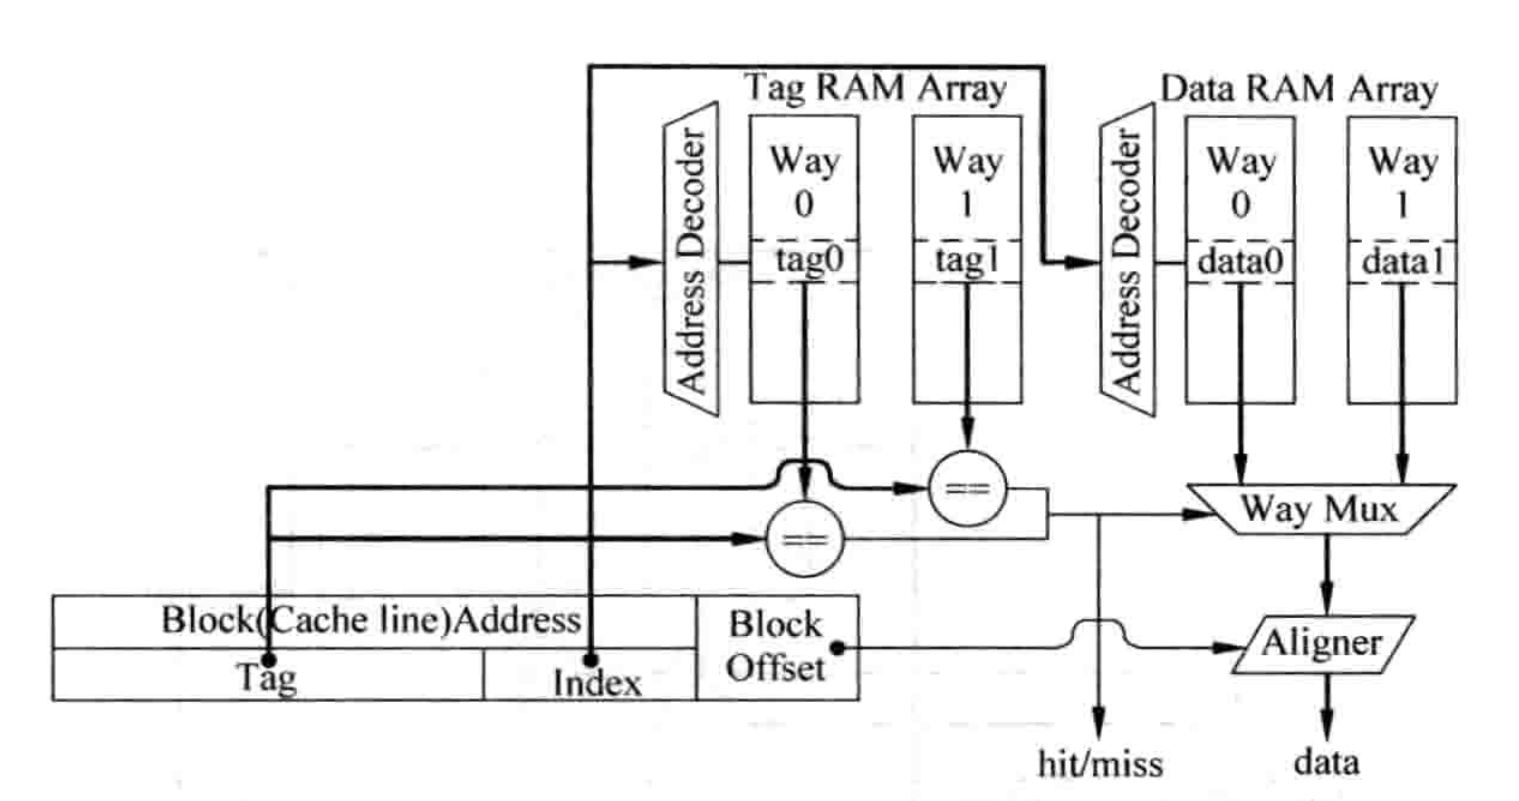 Tag RAM Array
Data RAM Array
Address Decoder
Way
0
tag0
Way
1
tag1
Address Decoder
Way
0
data0
Way
1
data1
==
==
Way Mux
Block(Cache line)Address
Tag
Index
Block
Offset
Aligner
hit/miss
data